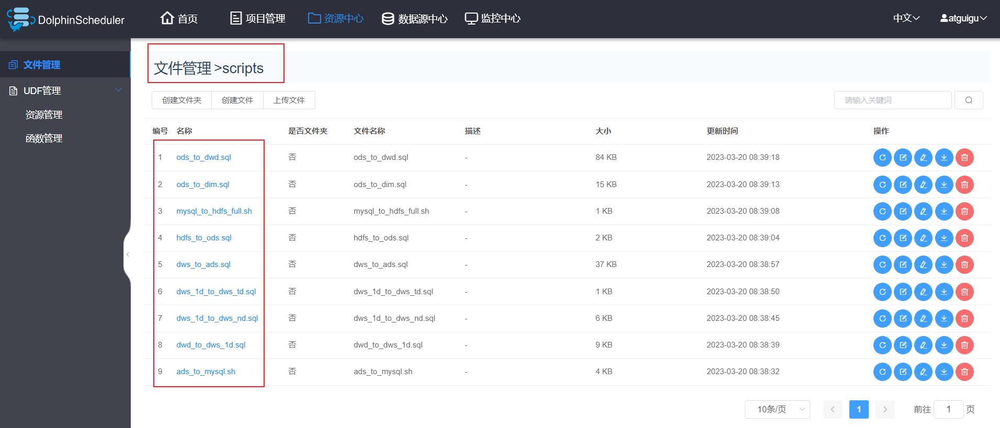 DolphinScheduler 首页 项目管理 资源中心 数据源中心 监控中心 中文 atguigu
文件管理
UDF管理
资源管理
函数管理
文件管理 >scripts
创建文件夹 创建文件 上传文件 请输入关键词
编号 名称 是否文件夹 文件名称 描述 大小 更新时间 操作
1 ods_to_dwd.sql 否 ods_to_dwd.sql - 84 KB 2023-03-20 08:39:18
2 ods_to_dim.sql 否 ods_to_dim.sql - 15 KB 2023-03-20 08:39:13
3 mysql_to_hdfs_full.sh 否 mysql_to_hdfs_full.sh - 1 KB 2023-03-20 08:39:08
4 hdfs_to_ods.sql 否 hdfs_to_ods.sql - 2 KB 2023-03-20 08:39:04
5 dws_to_ads.sql 否 dws_to_ads.sql - 37 KB 2023-03-20 08:38:57
6 dws_1d_to_dws_td.sql 否 dws_1d_to_dws_td.sql - 1 KB 2023-03-20 08:38:50
7 dws_1d_to_dws_nd.sql 否 dws_1d_to_dws_nd.sql - 6 KB 2023-03-20 08:38:45
8 dwd_to_dws_1d.sql 否 dwd_to_dws_1d.sql - 9 KB 2023-03-20 08:38:39
9 ads_to_mysql.sh 否 ads_to_mysql.sh - 4 KB 2023-03-20 08:38:32
10条/页 1 前往 1 页